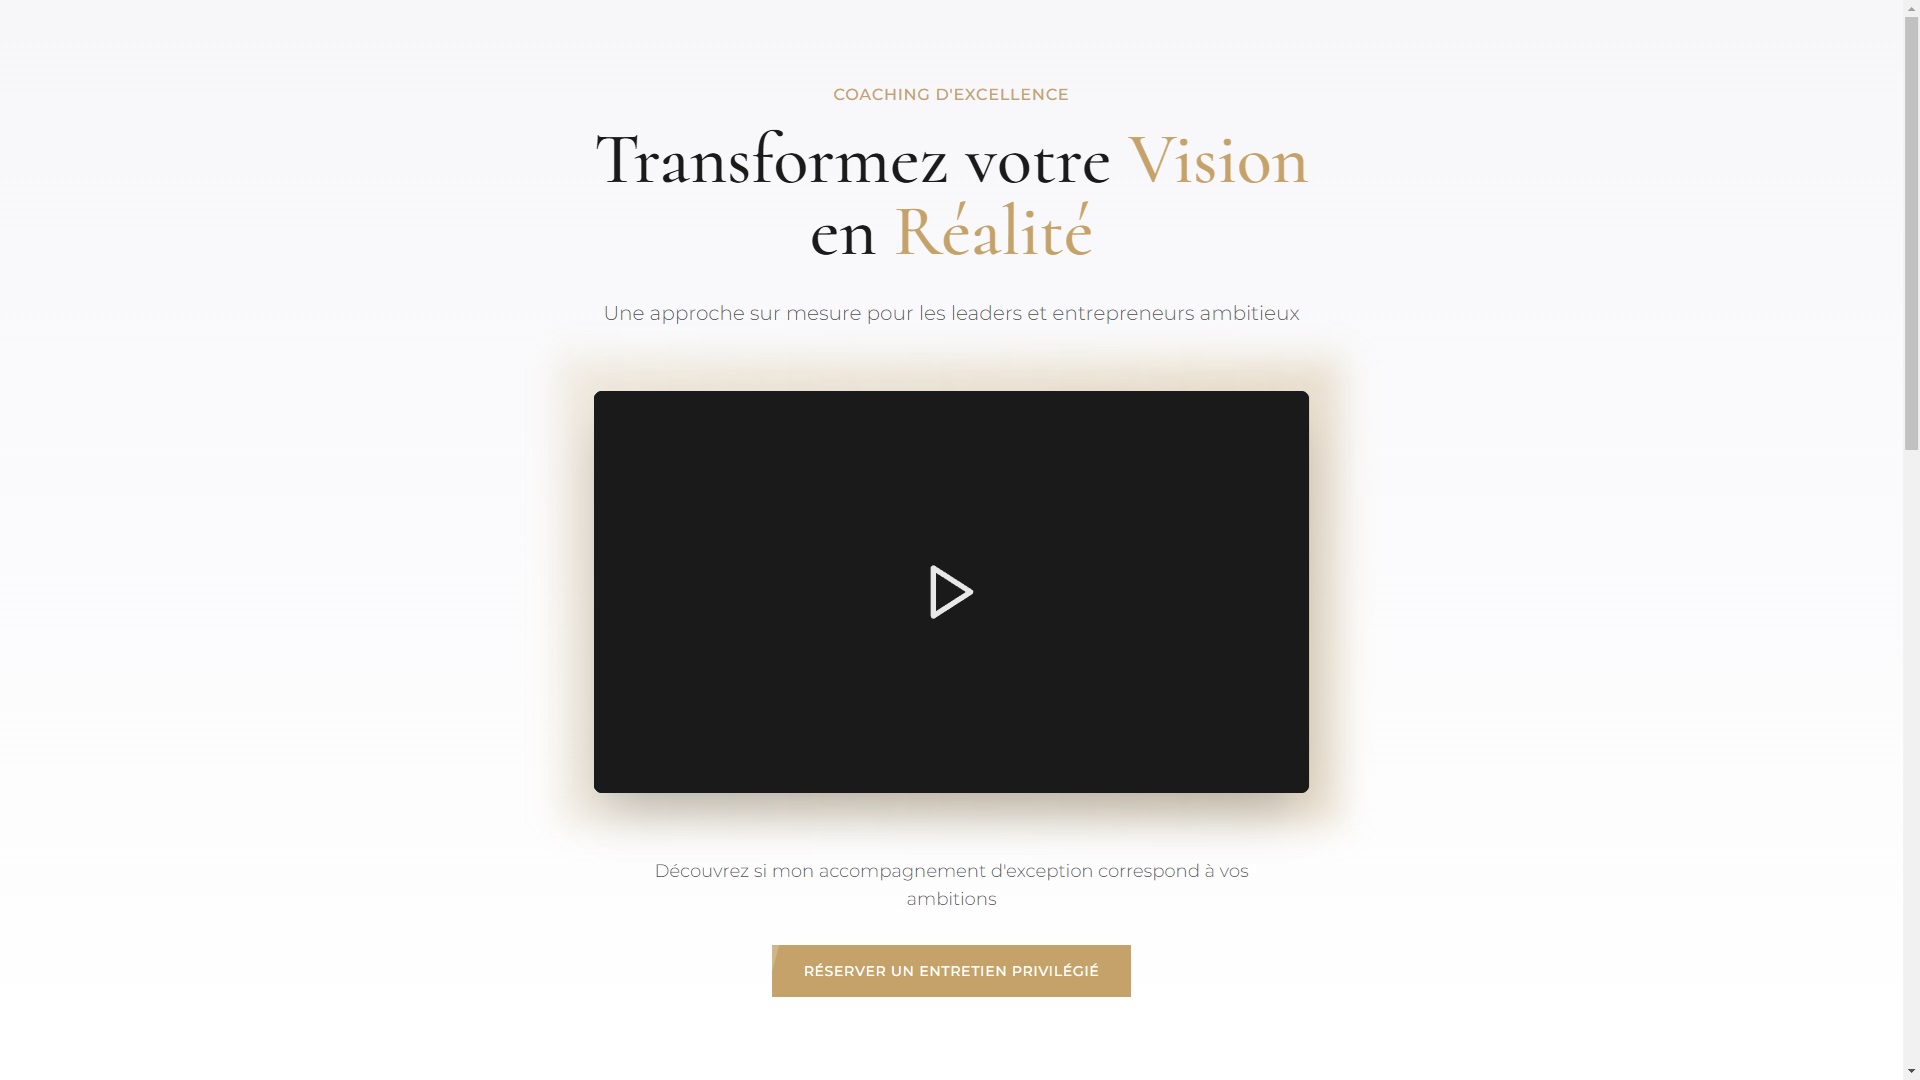 COACHING D'EXCELLENCE
Transformez votre Vision
en Réalité
Une approche sur mesure pour les leaders et entrepreneurs ambitieux
Découvrez si mon accompagnement d'exception correspond à vos
ambitions
RÉSERVER UN ENTRETIEN PRIVILÉGIÉ